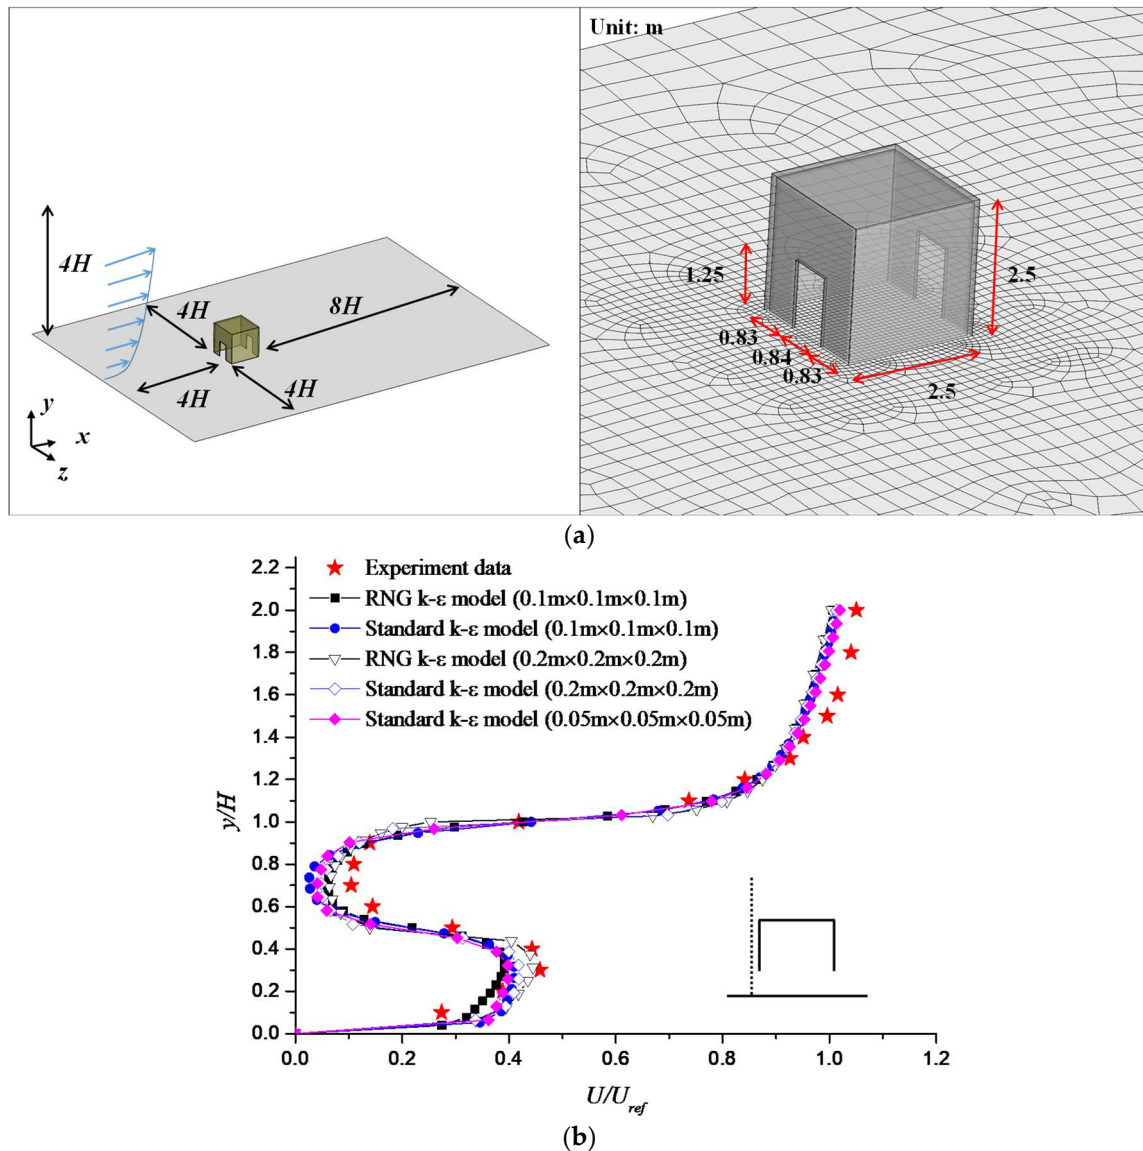 Unit: m
4H
4H
8H
4H
4H
y
x
z
1.25
2.5
0.83
0.84
0.83
2.5
(a)
Experiment data
RNG k-ε model (0.1m×0.1m×0.1m)
Standard k-ε model (0.1m×0.1m×0.1m)
RNG k-ε model (0.2m×0.2m×0.2m)
Standard k-ε model (0.2m×0.2m×0.2m)
Standard k-ε model (0.05m×0.05m×0.05m)
y/H
2.2
2.0
1.8
1.6
1.4
1.2
1.0
0.8
0.6
0.4
0.2
0.0
0.0 0.2 0.4 0.6 0.8 1.0 1.2
U/Uref
(b)